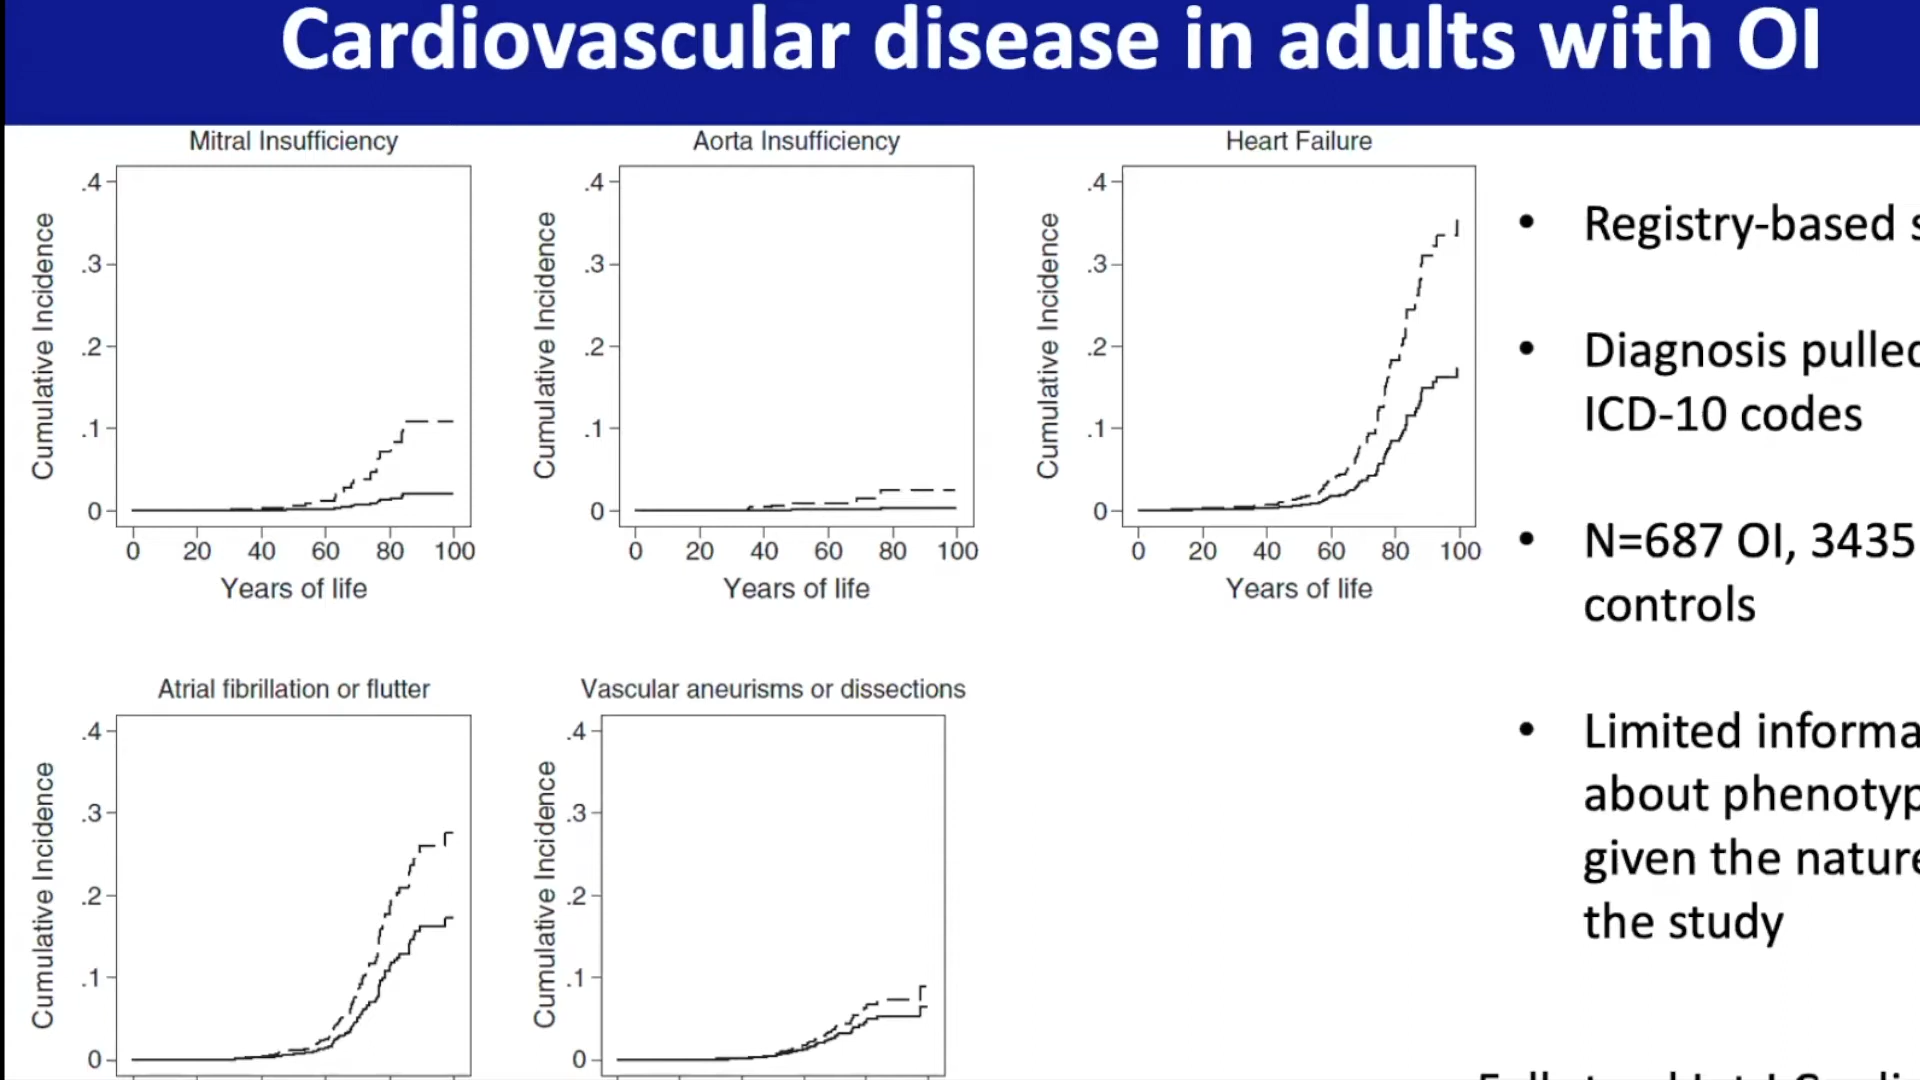 Cardiovascular disease in adults with OI
Mitral Insufficiency
Cumulative Incidence
.4
.3
.2
.1
0
0 20 40 60 80 100
Years of life
Aorta Insufficiency
Cumulative Incidence
.4
.3
.2
.1
0
0 20 40 60 80 100
Years of life
Heart Failure
Cumulative Incidence
.4
.3
.2
.1
0
0 20 40 60 80 100
Years of life
Atrial fibrillation or flutter
Cumulative Incidence
.4
.3
.2
.1
0
Vascular aneurisms or dissections
Cumulative Incidence
.4
.3
.2
.1
0
• Registry-based
• Diagnosis pulled
ICD-10 codes
• N=687 OI, 3435
controls
• Limited informa
about phenotyp
given the nature
the study